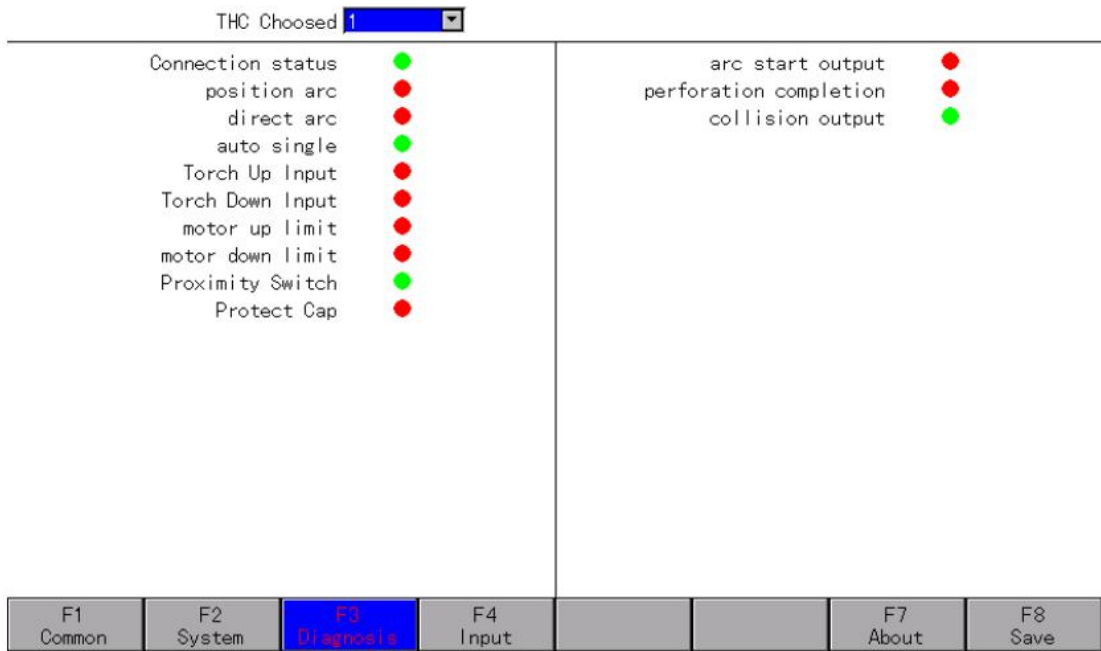 THC Choosed 1
Connection status
position arc
direct arc
auto single
Torch Up Input
Torch Down Input
motor up limit
motor down limit
Proximity Switch
Protect Cap
arc start output
perforation completion
collision output
F1 F2 F3 F4 F7 F8
Common System Diagnosis Input About Save